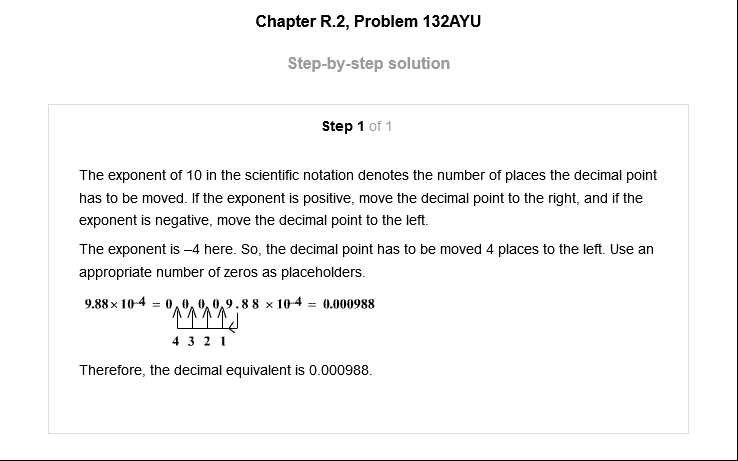 Chapter R.2, Problem 132AYU
Step-by-step solution
Step 1 of 1
The exponent of 10 in the scientific notation denotes the number of places the decimal point
has to be moved. If the exponent is positive, move the decimal point to the right, and if the
exponent is negative, move the decimal point to the left.
The exponent is –4 here. So, the decimal point has to be moved 4 places to the left. Use an
appropriate number of zeros as placeholders.
9.88 × 10-4 = 0 0 0 0 9 . 8 8 × 10-4 = 0.000988
4 3 2 1
Therefore, the decimal equivalent is 0.000988.